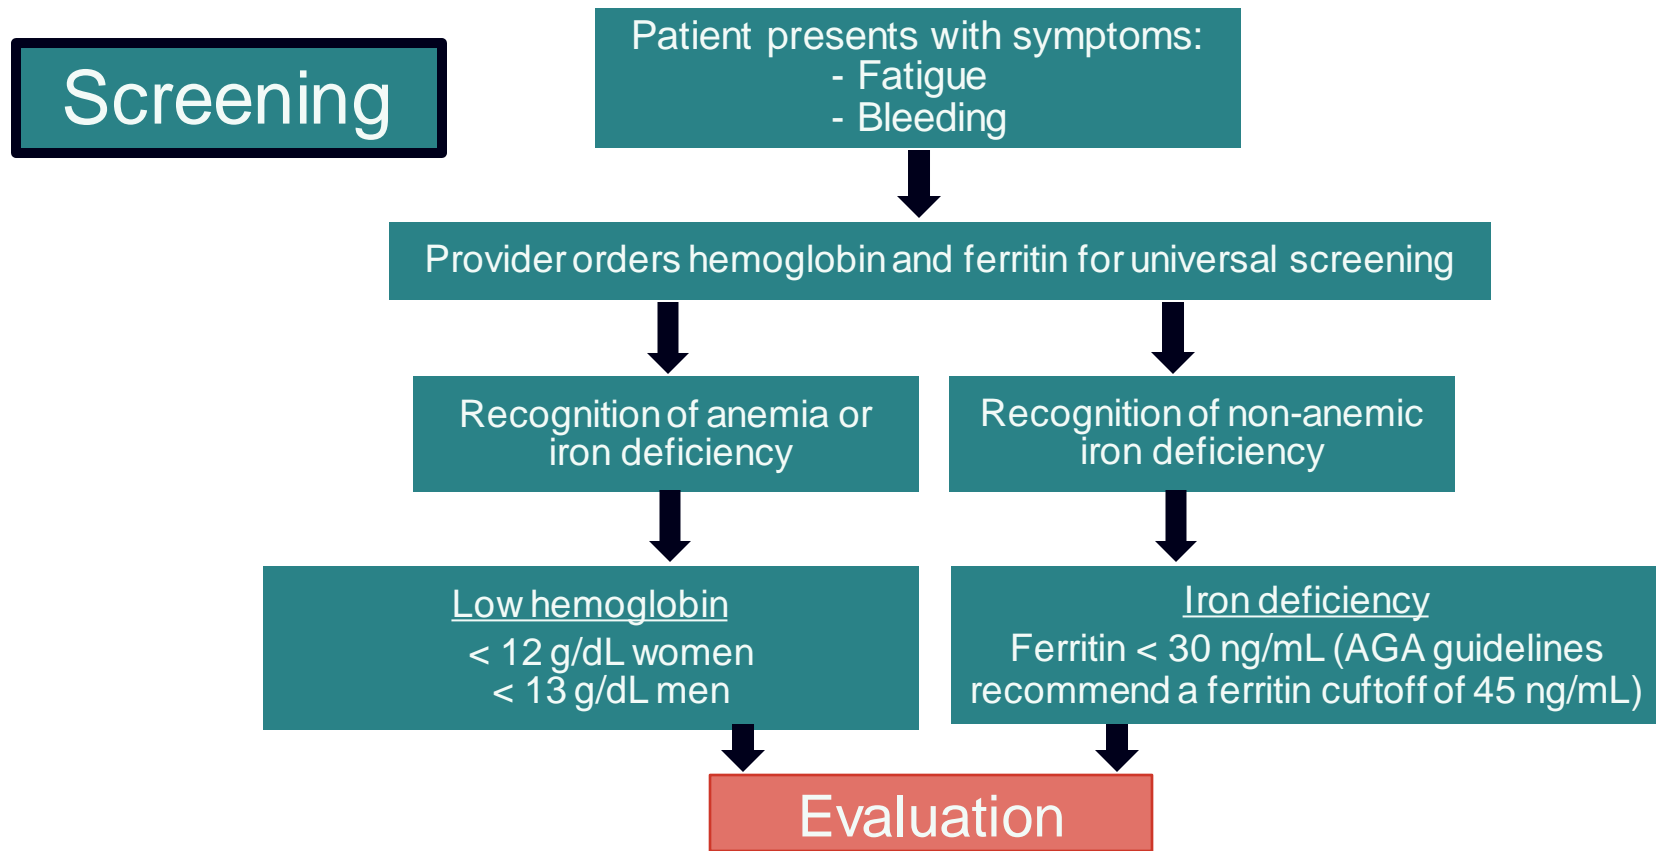 Screening
Patient presents with symptoms:
- Fatigue
- Bleeding
Provider orders hemoglobin and ferritin for universal screening
Recognition of anemia or
iron deficiency
Recognition of non-anemic
iron deficiency
Low hemoglobin
< 12 g/dL women
< 13 g/dL men
Iron deficiency
Ferritin < 30 ng/mL (AGA guidelines
recommend a ferritin cuftoff of 45 ng/mL)
Evaluation